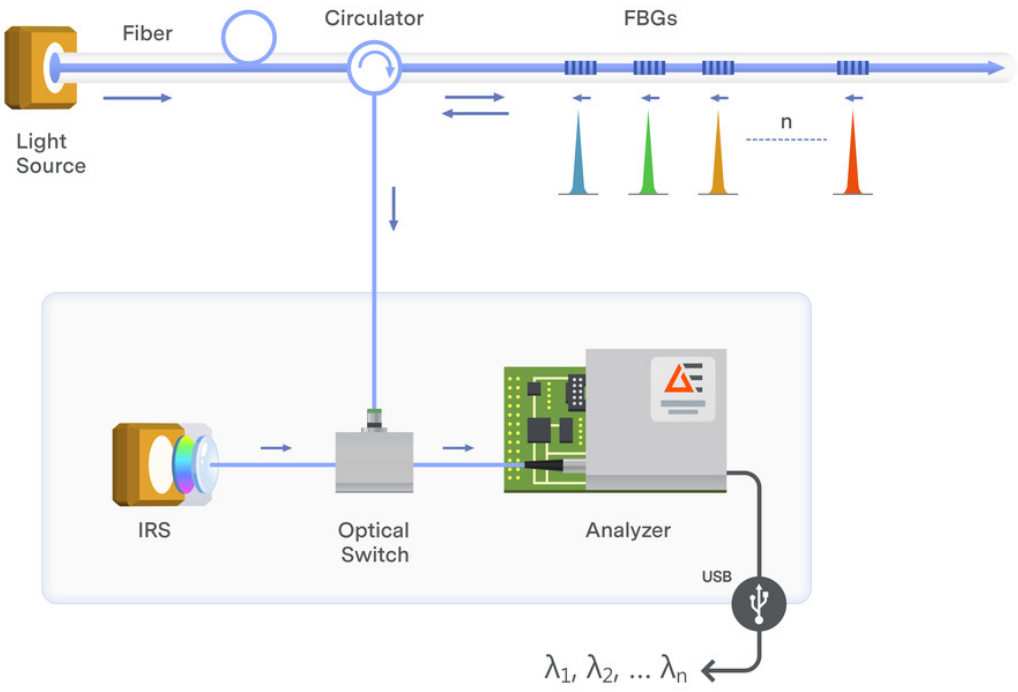 Fiber
Circulator
FBGs
Light
Source
n
IRS
Optical
Switch
Analyzer
USB
λ1, λ2, ... λn